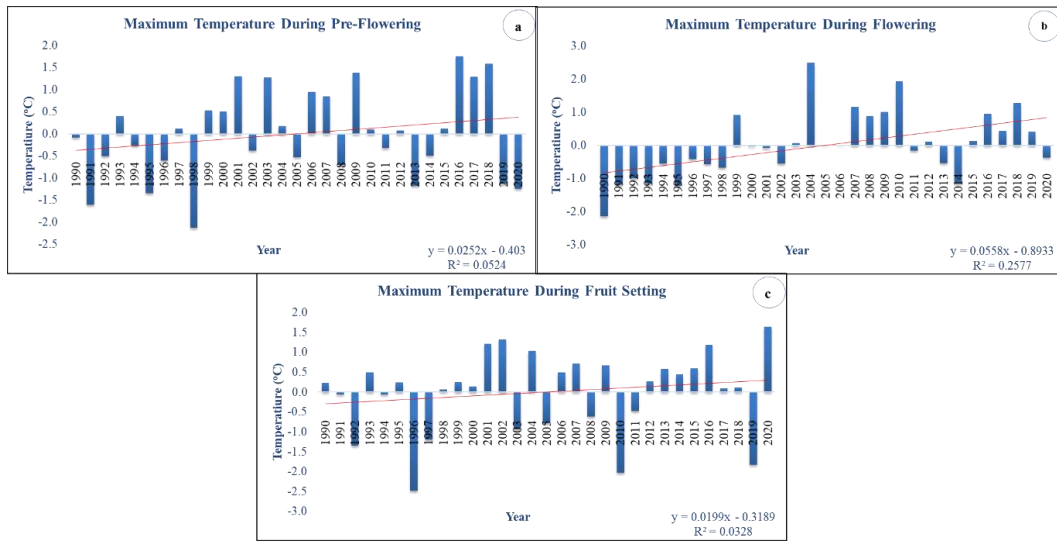 Maximum Temperature During Pre-Flowering
a
Temperature (°C)
2.0
1.5
1.0
0.5
0.0
-0.5
-1.0
-1.5
-2.0
-2.5
1990 1991 1992 1993 1994 1995 1996 1997 1998 1999 2000 2001 2002 2003 2004 2005 2006 2007 2008 2009 2010 2011 2012 2013 2014 2015 2016 2017 2018 2019 2020
Year
y = 0.0252x - 0.403
R² = 0.0524
Maximum Temperature During Flowering
b
Temperature (°C)
3.0
2.0
1.0
0.0
-1.0
-2.0
-3.0
1990 1991 1992 1993 1994 1995 1996 1997 1998 1999 2000 2001 2002 2003 2004 2005 2006 2007 2008 2009 2010 2011 2012 2013 2014 2015 2016 2017 2018 2019 2020
Year
y = 0.0558x - 0.8933
R² = 0.2577
Maximum Temperature During Fruit Setting
c
Temperatiure (°C)
2.0
1.5
1.0
0.5
0.0
-0.5
-1.0
-1.5
-2.0
-2.5
-3.0
1990 1991 1992 1993 1994 1995 1996 1997 1998 1999 2000 2001 2002 2003 2004 2005 2006 2007 2008 2009 2010 2011 2012 2013 2014 2015 2016 2017 2018 2019 2020
Year
y = 0.0199x - 0.3189
R² = 0.0328